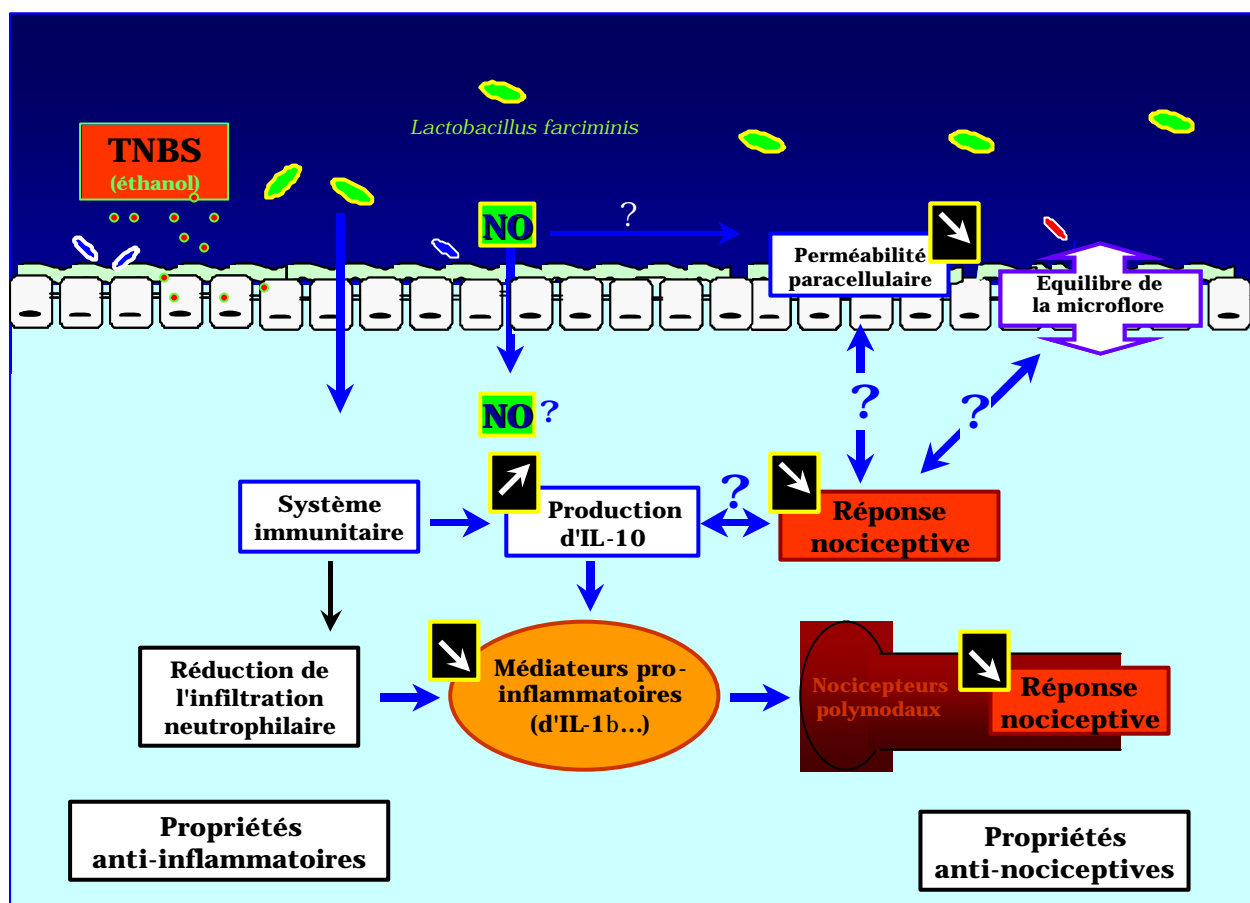 Lactobacillus farciminis
TNBS
(éthanol)
NO
?
Perméabilité
paracellulaire
Equilibre de
la microflore
NO ?
?
?
Système
immunitaire
Production
d'IL-10
?
Réponse
nociceptive
Réduction de
l'infiltration
neutrophilaire
Médiateurs pro-
inflammatoires
(d'IL-1b...)
Nocicepteurs
polymodaux
Réponse
nociceptive
Propriétés
anti-inflammatoires
Propriétés
anti-nociceptives